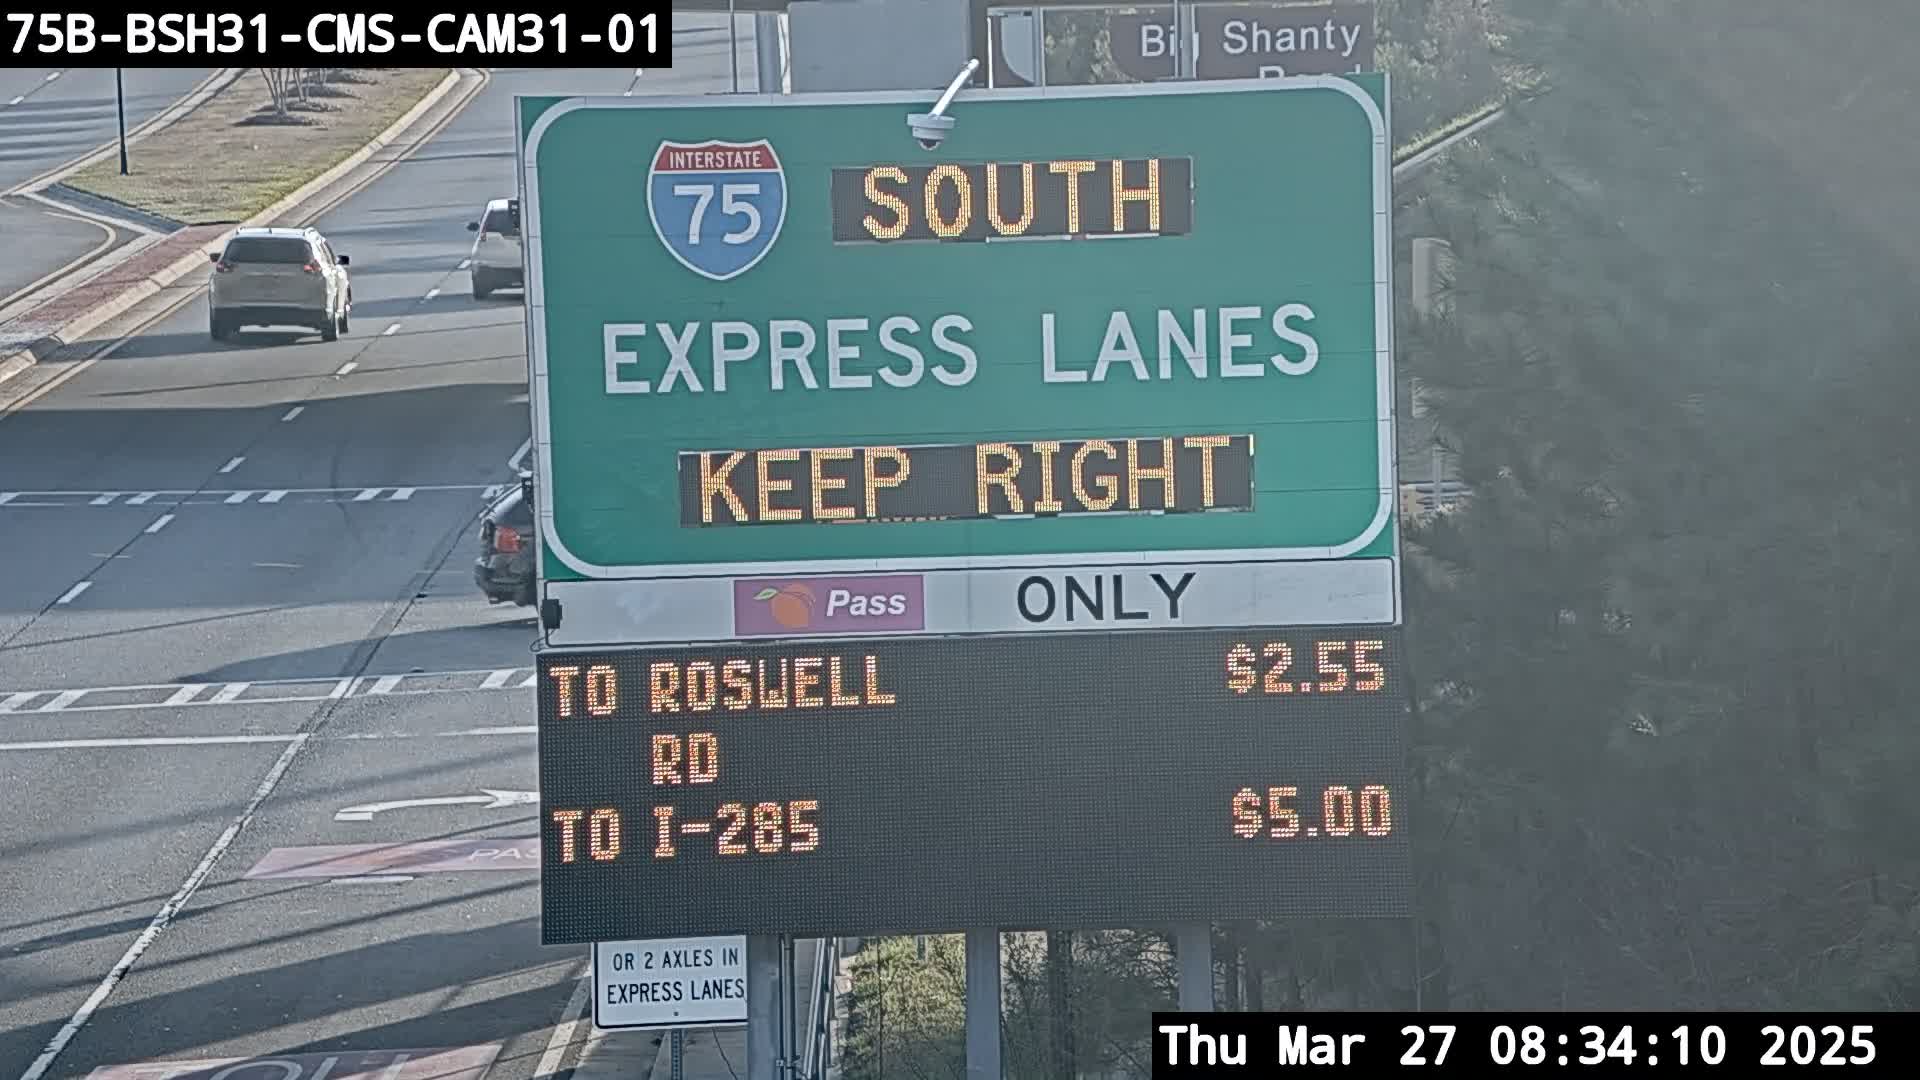 75B-BSH31-CMS-CAM31-01
Big Shanty
INTERSTATE
75
SOUTH
EXPRESS LANES
KEEP RIGHT
Pass ONLY
TO ROSWELL $2.55
RD
TO I-285 $5.00
OR 2 AXLES IN
EXPRESS LANES
Thu Mar 27 08:34:10 2025